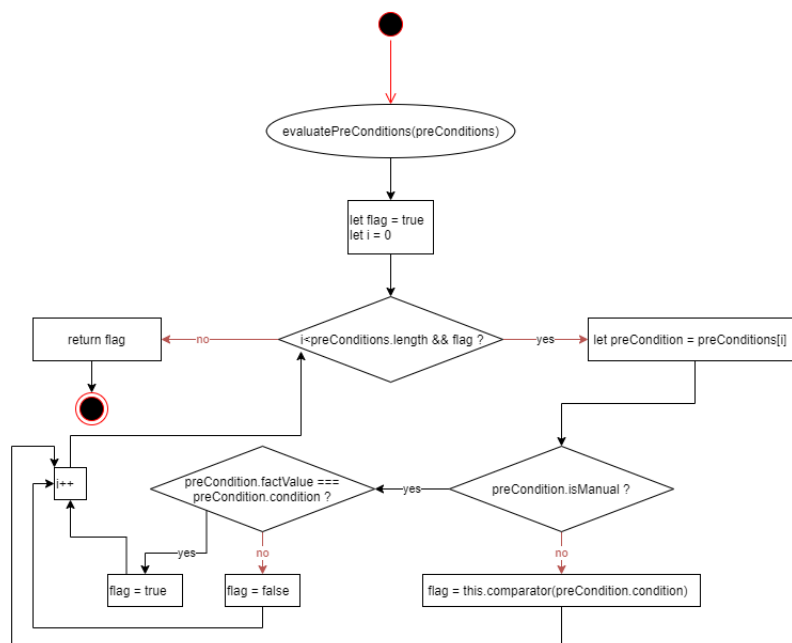 evaluatePreConditions(preConditions)
let flag = true
let i = 0
return flag
no
i<preConditions.length && flag ?
yes
let preCondition = preConditions[i]
i++
preCondition.factValue ===
preCondition.condition ?
yes
preCondition.isManual ?
yes
no
no
flag = true
flag = false
flag = this.comparator(preCondition.condition)